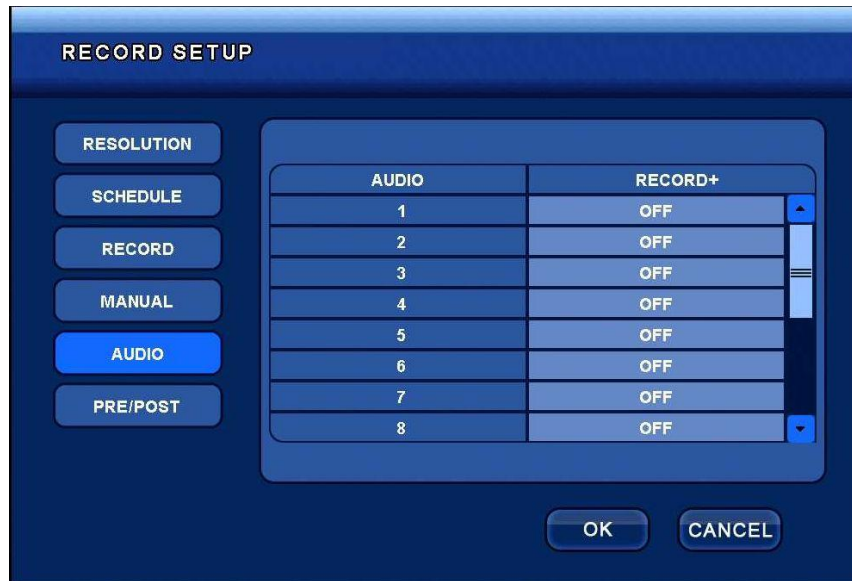 RECORD SETUP
RESOLUTION
SCHEDULE
RECORD
MANUAL
AUDIO
PRE/POST
AUDIO RECORD+
1 OFF
2 OFF
3 OFF
4 OFF
5 OFF
6 OFF
7 OFF
8 OFF
OK CANCEL